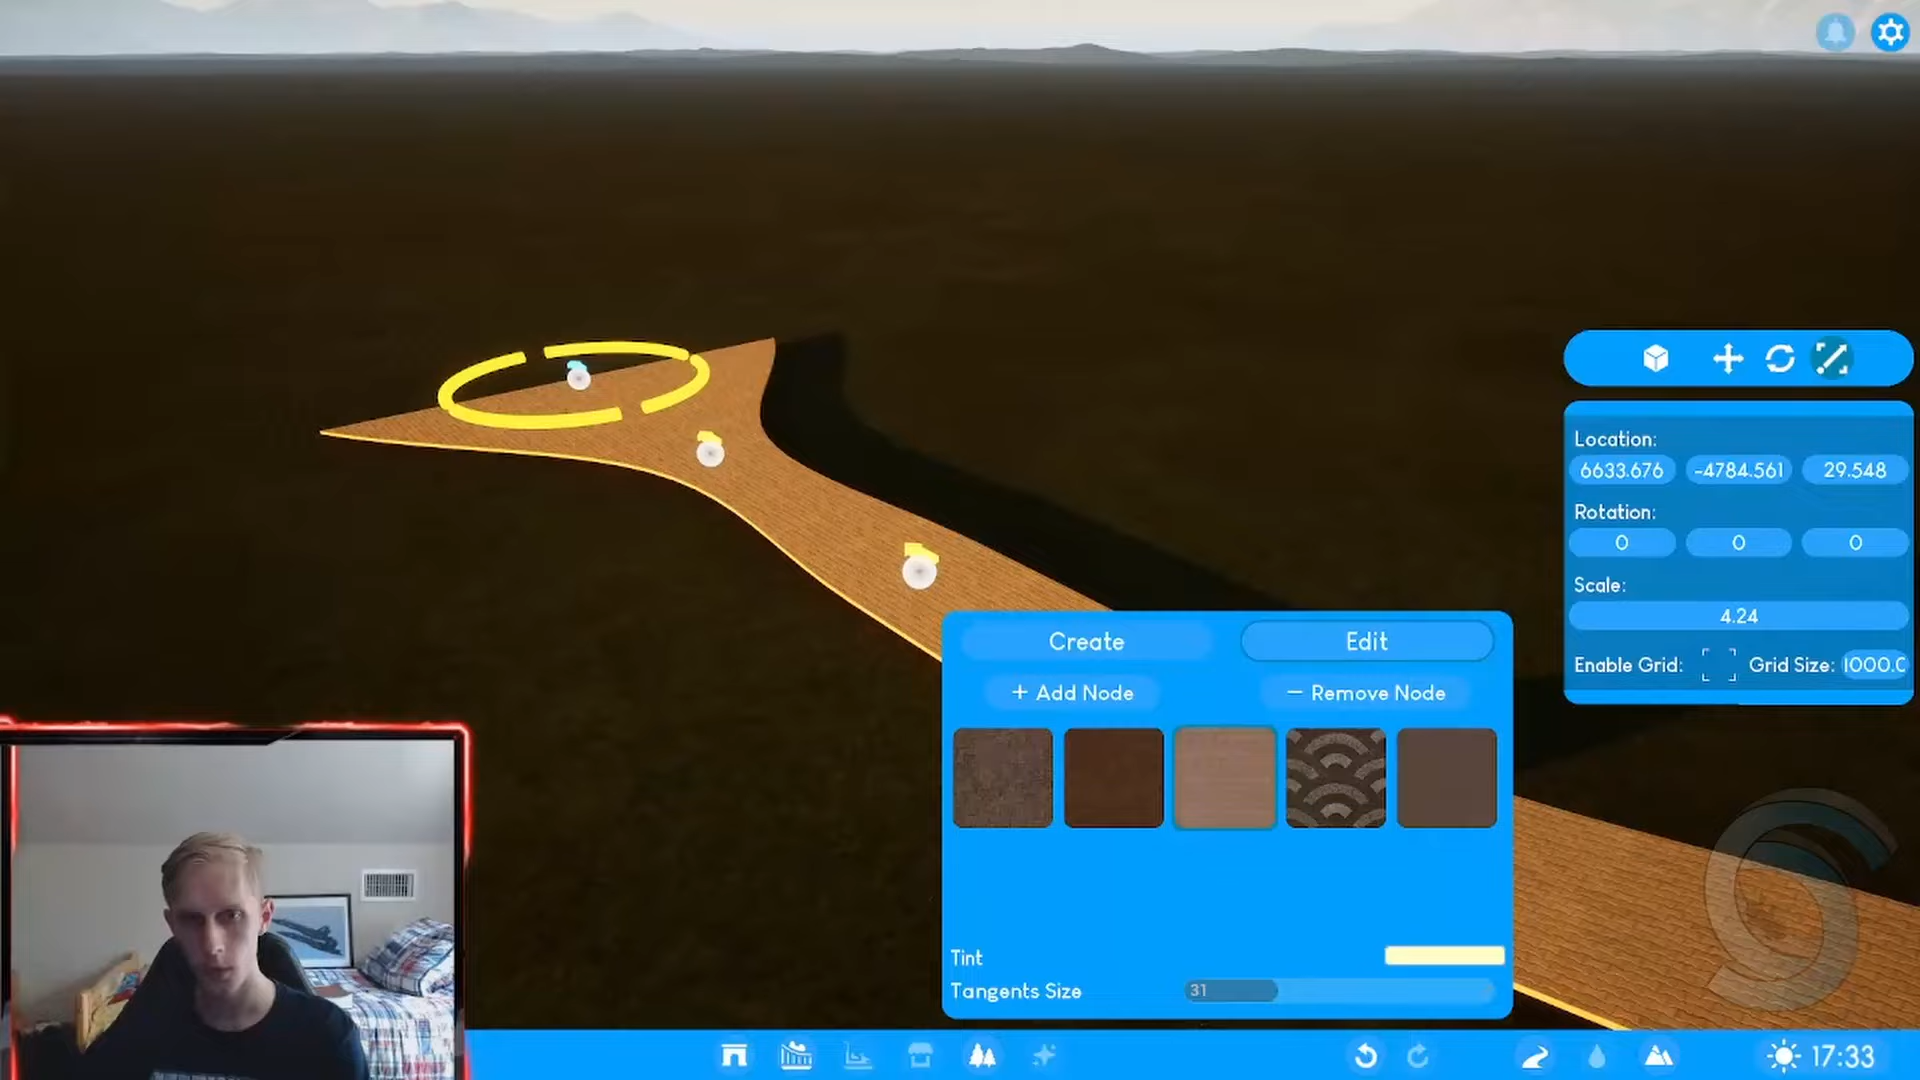 Location:
6633.676 -4784.561 29.548
Rotation:
0 0 0
Scale:
4.24
Enable Grid: Grid Size: 1000.0
Create Edit
+ Add Node − Remove Node
Tint
Tangents Size 31
17:33